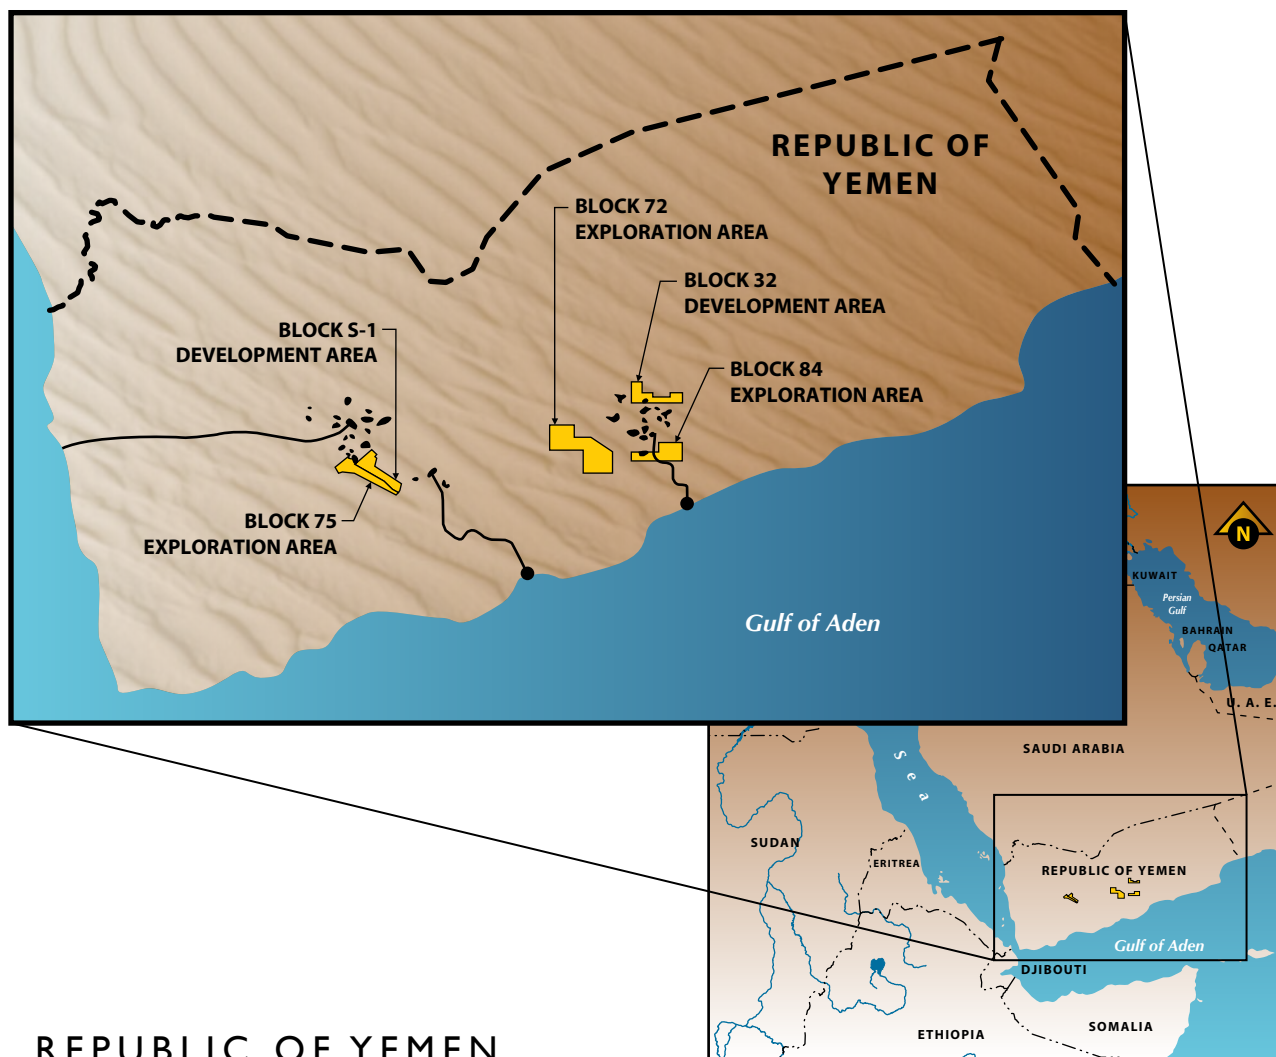 REPUBLIC OF
YEMEN
BLOCK 72
EXPLORATION AREA
BLOCK 32
DEVELOPMENT AREA
BLOCK S-1
DEVELOPMENT AREA
BLOCK 84
EXPLORATION AREA
BLOCK 75
EXPLORATION AREA
Gulf of Aden
N
KUWAIT
Persian
Gulf
BAHRAIN
QATAR
U. A. E.
SAUDI ARABIA
Sea
SUDAN
ERITREA
REPUBLIC OF YEMEN
Gulf of Aden
DJIBOUTI
ETHIOPIA
SOMALIA
REPUBLIC OF YEMEN